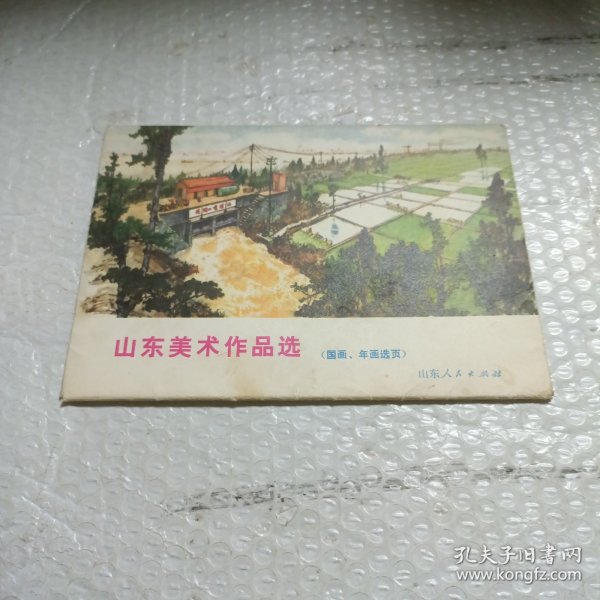 山东美术作品选
（国画、年画选页）
山东人民出版社
孔夫子旧书网
www.kongfz.com